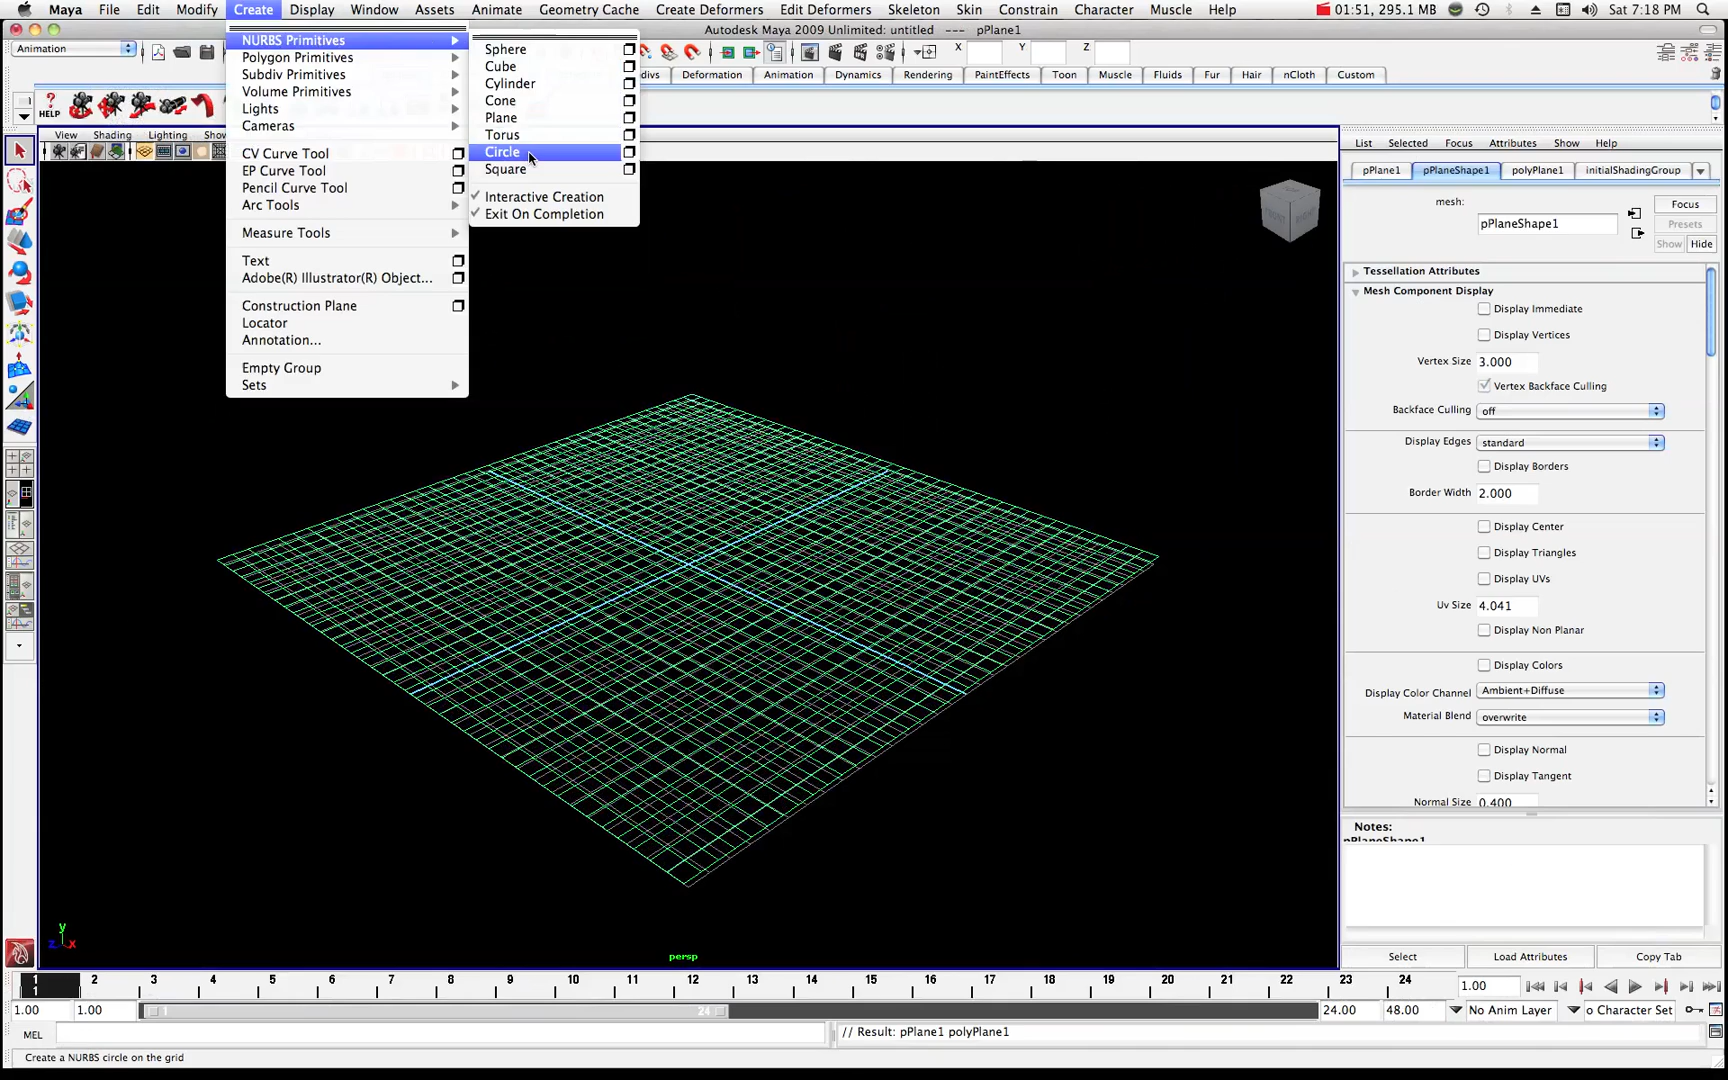 Maya File Edit Modify Create Display Window Assets Animate Geometry Cache Create Deformers Edit Deformers Skeleton Skin Constrain Character Muscle Help 01:51, 295.1 MB Sat 7:18 PM
Autodesk Maya 2009 Unlimited: untitled --- pPlane1
Animation
X Y Z
Deformation Animation Dynamics Rendering PaintEffects Toon Muscle Fluids Fur Hair nCloth Custom
HELP
View Shading Lighting
NURBS Primitives
Polygon Primitives
Subdiv Primitives
Volume Primitives
Lights
Cameras
CV Curve Tool
EP Curve Tool
Pencil Curve Tool
Arc Tools
Measure Tools
Text
Adobe(R) Illustrator(R) Object...
Construction Plane
Locator
Annotation...
Empty Group
Sets
Sphere
Cube
Cylinder
Cone
Plane
Torus
Circle
Square
Interactive Creation
Exit On Completion
List Selected Focus Attributes Show Help
pPlane1 pPlaneShape1 polyPlane1 initialShadingGroup
mesh:
pPlaneShape1
Focus
Presets
Show Hide
Tessellation Attributes
Mesh Component Display
Display Immediate
Display Vertices
Vertex Size 3.000
Vertex Backface Culling
Backface Culling off
Display Edges standard
Display Borders
Border Width 2.000
Display Center
Display Triangles
Display UVs
Uv Size 4.041
Display Non Planar
Display Colors
Display Color Channel Ambient+Diffuse
Material Blend overwrite
Display Normal
Display Tangent
Normal Size 0.400
Notes:
pPlaneShape1
Select Load Attributes Copy Tab
y
z x
persp
1 2 3 4 5 6 7 8 9 10 11 12 13 14 15 16 17 18 19 20 21 22 23 24
1 1.00
1.00 1.00 1 24 24.00 48.00 No Anim Layer o Character Set
MEL // Result: pPlane1 polyPlane1
Create a NURBS circle on the grid